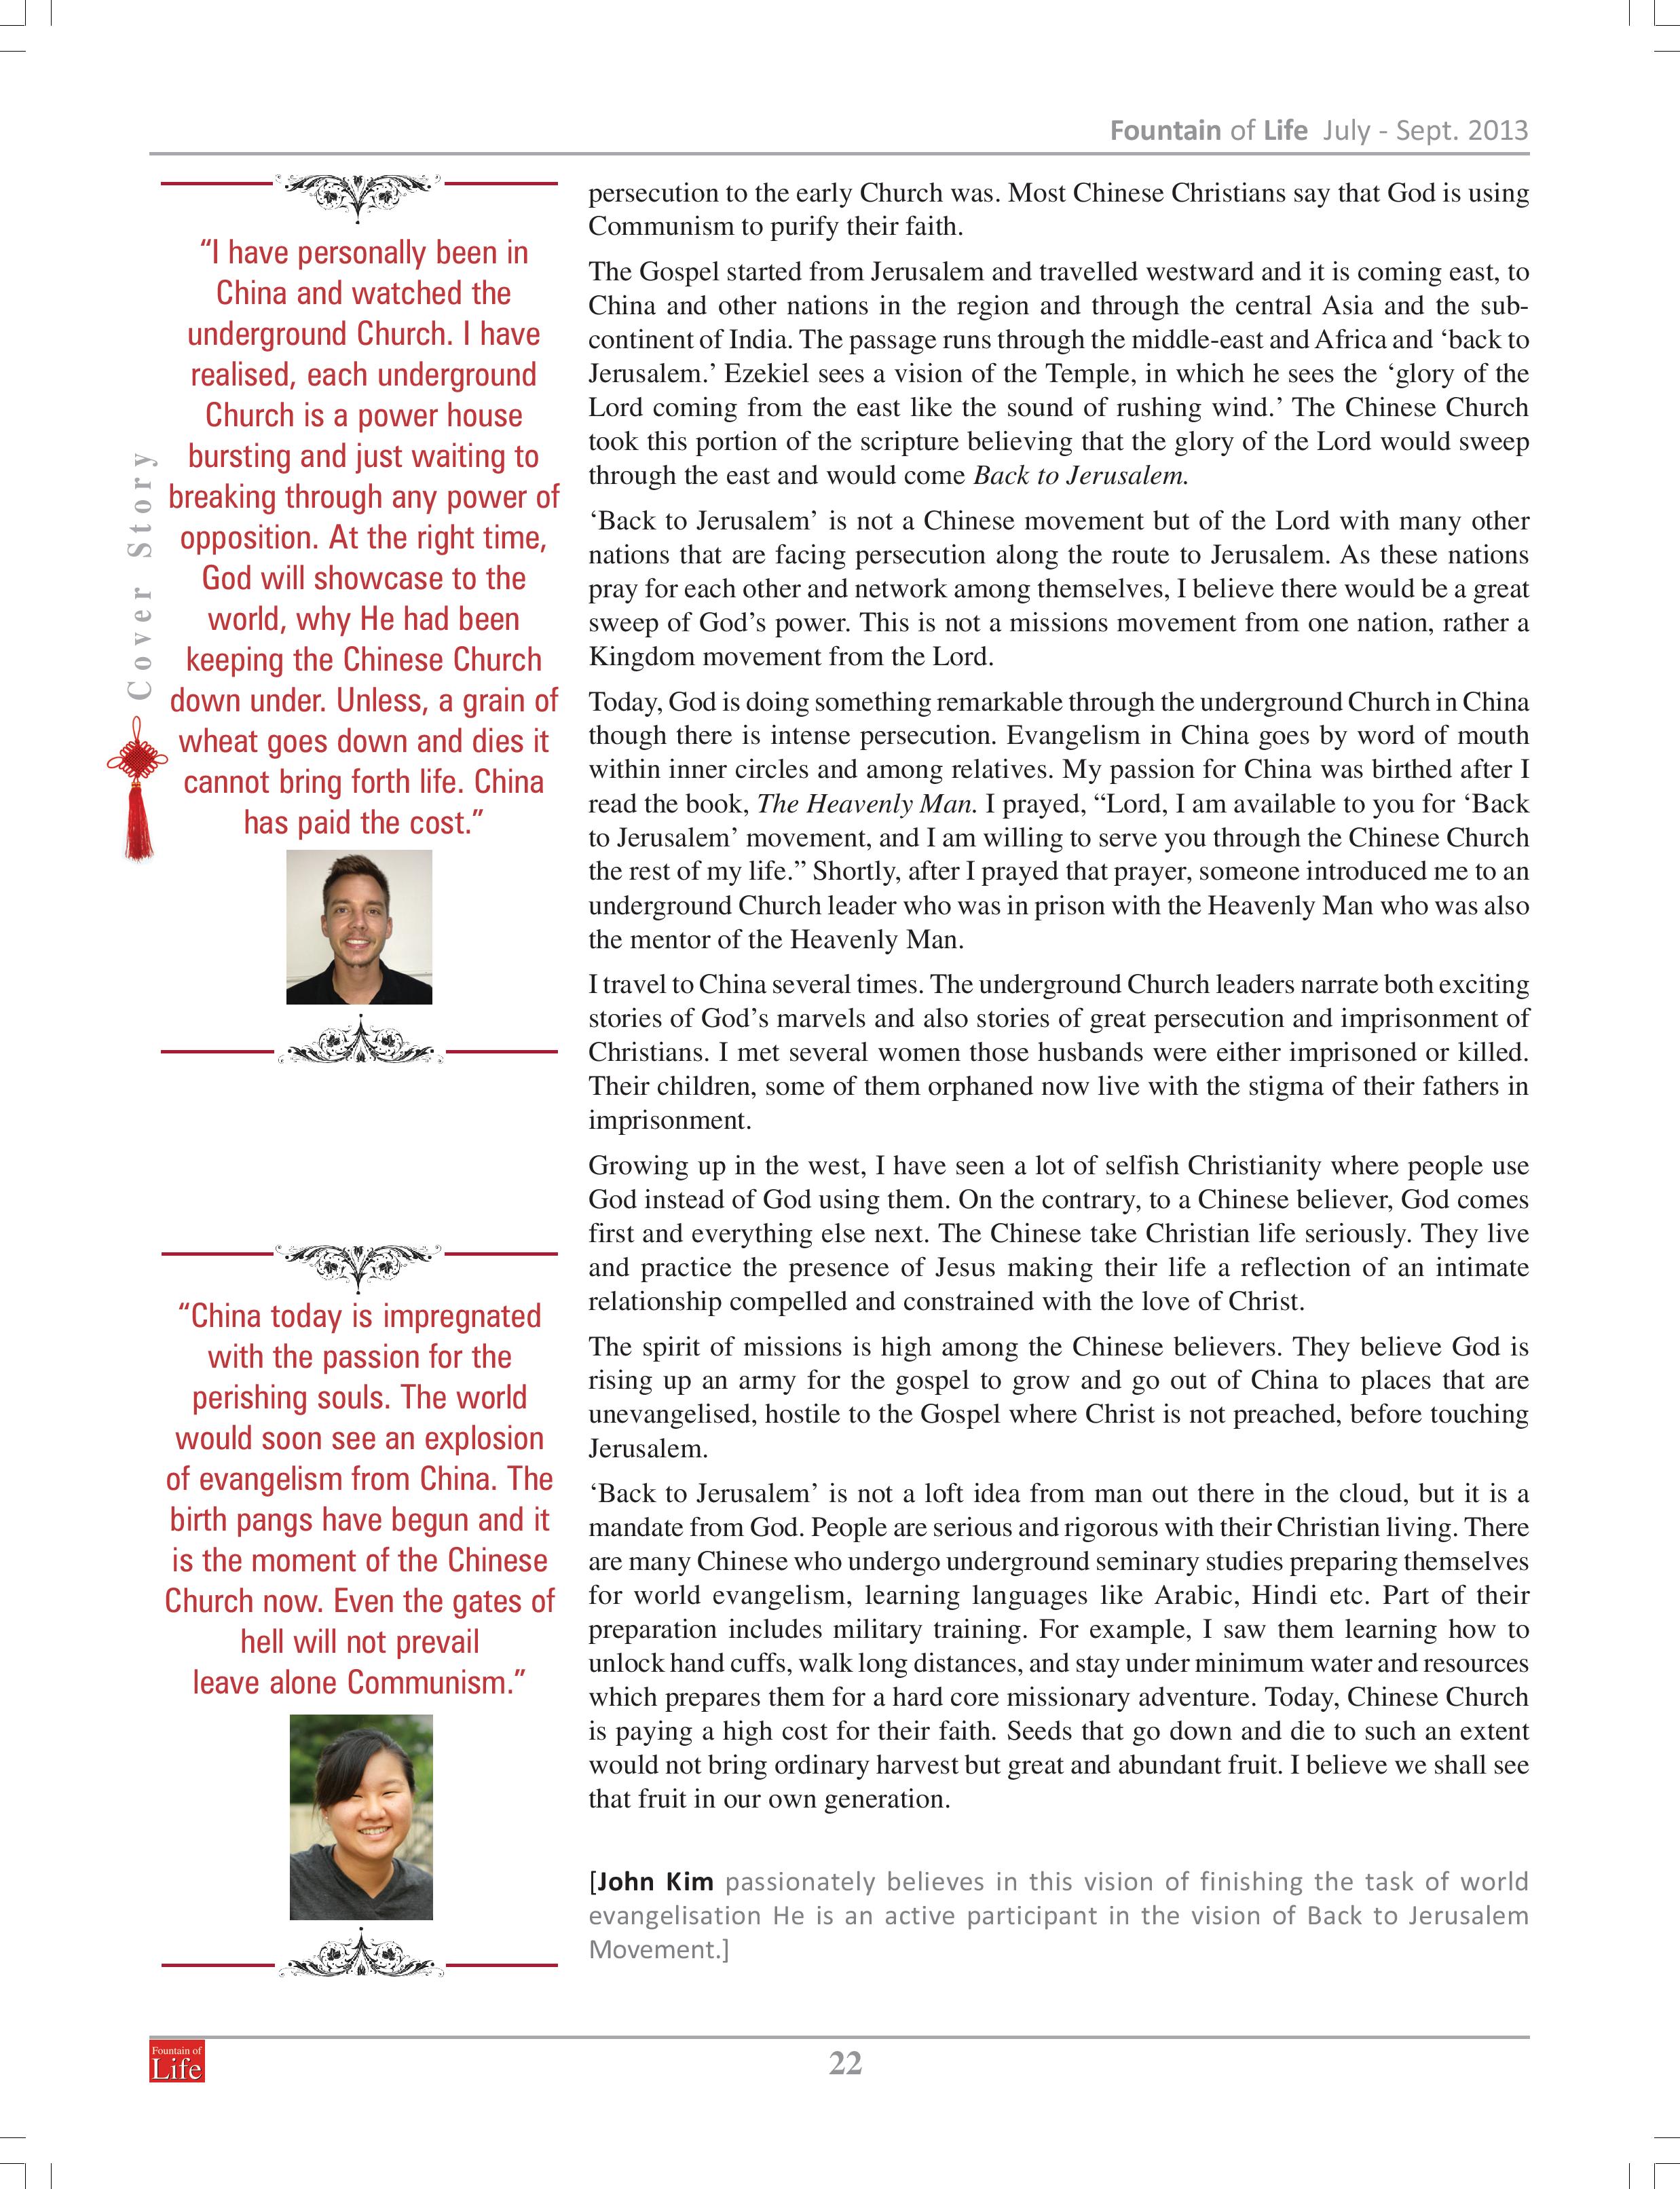 Fountain of Life July - Sept. 2013
Cover Story
“I have personally been in
China and watched the
underground Church. I have
realised, each underground
Church is a power house
bursting and just waiting to
breaking through any power of
opposition. At the right time,
God will showcase to the
world, why He had been
keeping the Chinese Church
down under. Unless, a grain of
wheat goes down and dies it
cannot bring forth life. China
has paid the cost.”
“China today is impregnated
with the passion for the
perishing souls. The world
would soon see an explosion
of evangelism from China. The
birth pangs have begun and it
is the moment of the Chinese
Church now. Even the gates of
hell will not prevail
leave alone Communism.”
persecution to the early Church was. Most Chinese Christians say that God is using
Communism to purify their faith.
The Gospel started from Jerusalem and travelled westward and it is coming east, to
China and other nations in the region and through the central Asia and the sub-
continent of India. The passage runs through the middle-east and Africa and ‘back to
Jerusalem.’ Ezekiel sees a vision of the Temple, in which he sees the ‘glory of the
Lord coming from the east like the sound of rushing wind.’ The Chinese Church
took this portion of the scripture believing that the glory of the Lord would sweep
through the east and would come Back to Jerusalem.
‘Back to Jerusalem’ is not a Chinese movement but of the Lord with many other
nations that are facing persecution along the route to Jerusalem. As these nations
pray for each other and network among themselves, I believe there would be a great
sweep of God’s power. This is not a missions movement from one nation, rather a
Kingdom movement from the Lord.
Today, God is doing something remarkable through the underground Church in China
though there is intense persecution. Evangelism in China goes by word of mouth
within inner circles and among relatives. My passion for China was birthed after I
read the book, The Heavenly Man. I prayed, “Lord, I am available to you for ‘Back
to Jerusalem’ movement, and I am willing to serve you through the Chinese Church
the rest of my life.” Shortly, after I prayed that prayer, someone introduced me to an
underground Church leader who was in prison with the Heavenly Man who was also
the mentor of the Heavenly Man.
I travel to China several times. The underground Church leaders narrate both exciting
stories of God’s marvels and also stories of great persecution and imprisonment of
Christians. I met several women those husbands were either imprisoned or killed.
Their children, some of them orphaned now live with the stigma of their fathers in
imprisonment.
Growing up in the west, I have seen a lot of selfish Christianity where people use
God instead of God using them. On the contrary, to a Chinese believer, God comes
first and everything else next. The Chinese take Christian life seriously. They live
and practice the presence of Jesus making their life a reflection of an intimate
relationship compelled and constrained with the love of Christ.
The spirit of missions is high among the Chinese believers. They believe God is
rising up an army for the gospel to grow and go out of China to places that are
unevangelised, hostile to the Gospel where Christ is not preached, before touching
Jerusalem.
‘Back to Jerusalem’ is not a loft idea from man out there in the cloud, but it is a
mandate from God. People are serious and rigorous with their Christian living. There
are many Chinese who undergo underground seminary studies preparing themselves
for world evangelism, learning languages like Arabic, Hindi etc. Part of their
preparation includes military training. For example, I saw them learning how to
unlock hand cuffs, walk long distances, and stay under minimum water and resources
which prepares them for a hard core missionary adventure. Today, Chinese Church
is paying a high cost for their faith. Seeds that go down and die to such an extent
would not bring ordinary harvest but great and abundant fruit. I believe we shall see
that fruit in our own generation.
[John Kim passionately believes in this vision of finishing the task of world
evangelisation He is an active participant in the vision of Back to Jerusalem
Movement.]
Fountain of
Life
22